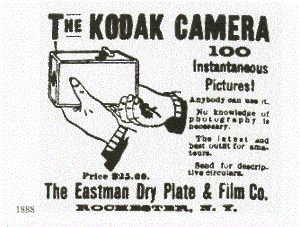 THE KODAK CAMERA
100
Instantaneous
Pictures!
Anybody can use it.
No knowledge of
photography is
necessary.
The latest and
best outfit for ama-
teurs.
Send for descrip-
tive circulars.
Price $25.00.
The Eastman Dry Plate & Film Co.
ROCHESTER, N. Y.
1888